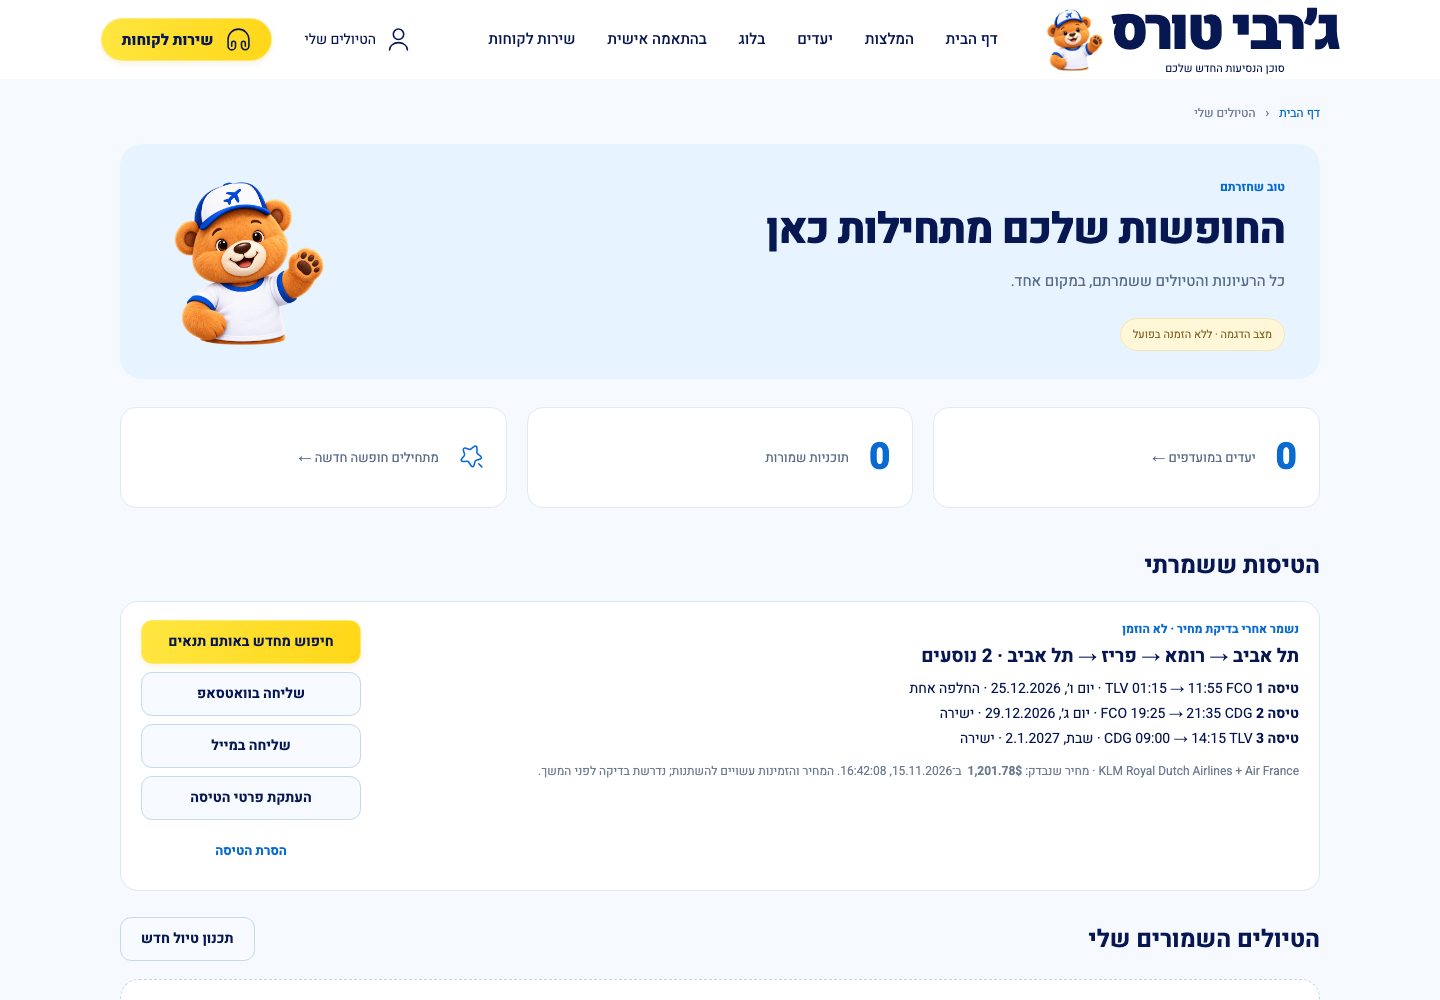 ג׳רבי טורס
סוכן הנסיעות החדש שלכם
דף הבית
המלצות
יעדים
בלוג
בהתאמה אישית
שירות לקוחות
הטיולים שלי
שירות לקוחות
דף הבית › הטיולים שלי
טוב שחזרתם
החופשות שלכם מתחילות כאן
כל הרעיונות והטיולים ששמרתם, במקום אחד.
מצב הדגמה · ללא הזמנה בפועל
0 יעדים במועדפים ←
0 תוכניות שמורות
מתחילים חופשה חדשה ←
הטיסות ששמרתי
נשמר אחרי בדיקת מחיר · לא הוזמן
תל אביב → רומא → פריז → תל אביב · 2 נוסעים
טיסה 1 TLV 01:15 → 11:55 FCO · יום ו׳, 25.12.2026 · החלפה אחת
טיסה 2 FCO 19:25 → 21:35 CDG · יום ג׳, 29.12.2026 · ישירה
טיסה 3 CDG 09:00 → 14:15 TLV · שבת, 2.1.2027 · ישירה
KLM Royal Dutch Airlines + Air France · מחיר שנבדק: 1,201.78$ ב־15.11.2026, 16:42:08. המחיר והזמינות עשויים להשתנות; נדרשת בדיקה לפני המשך.
חיפוש מחדש באותם תנאים
שליחה בוואטסאפ
שליחה במייל
העתקת פרטי הטיסה
הסרת הטיסה
הטיולים השמורים שלי
תכנון טיול חדש